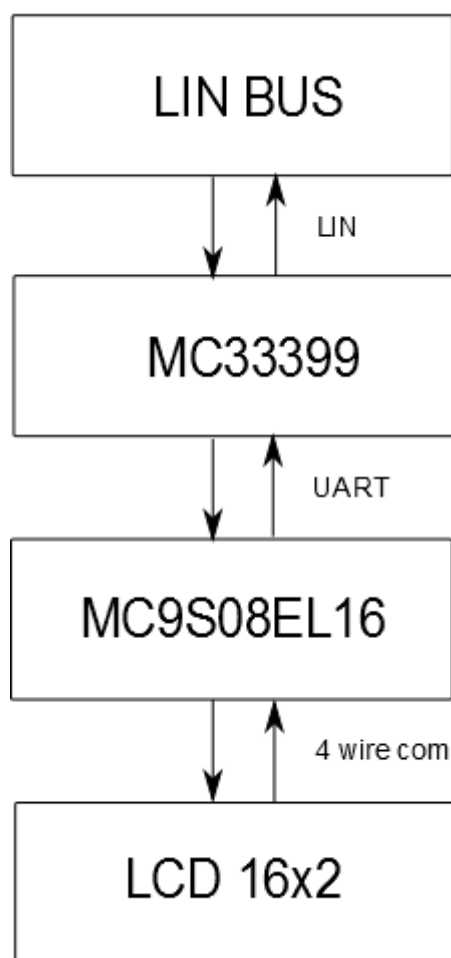 LIN BUS
LIN
MC33399
UART
MC9S08EL16
4 wire com
LCD 16x2